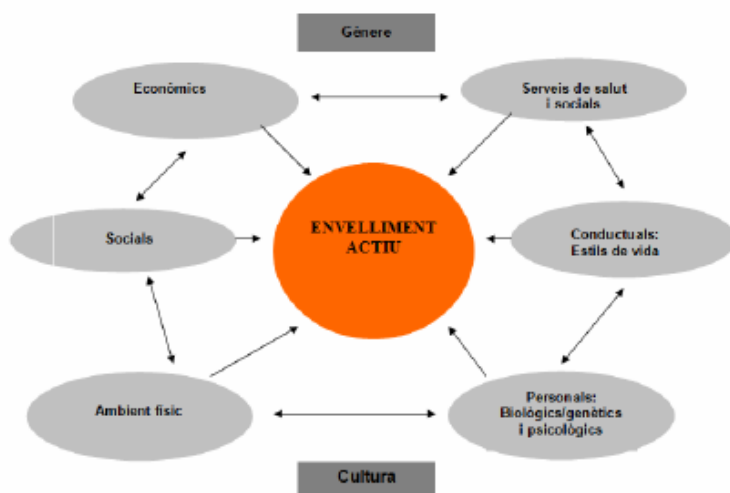 Gènere
Econòmics
Serveis de salut
i socials
ENVELLIMENT
ACTIU
Socials
Conductuals:
Estils de vida
Ambient físic
Personals:
Biològics/genètics
i psicològics
Cultura